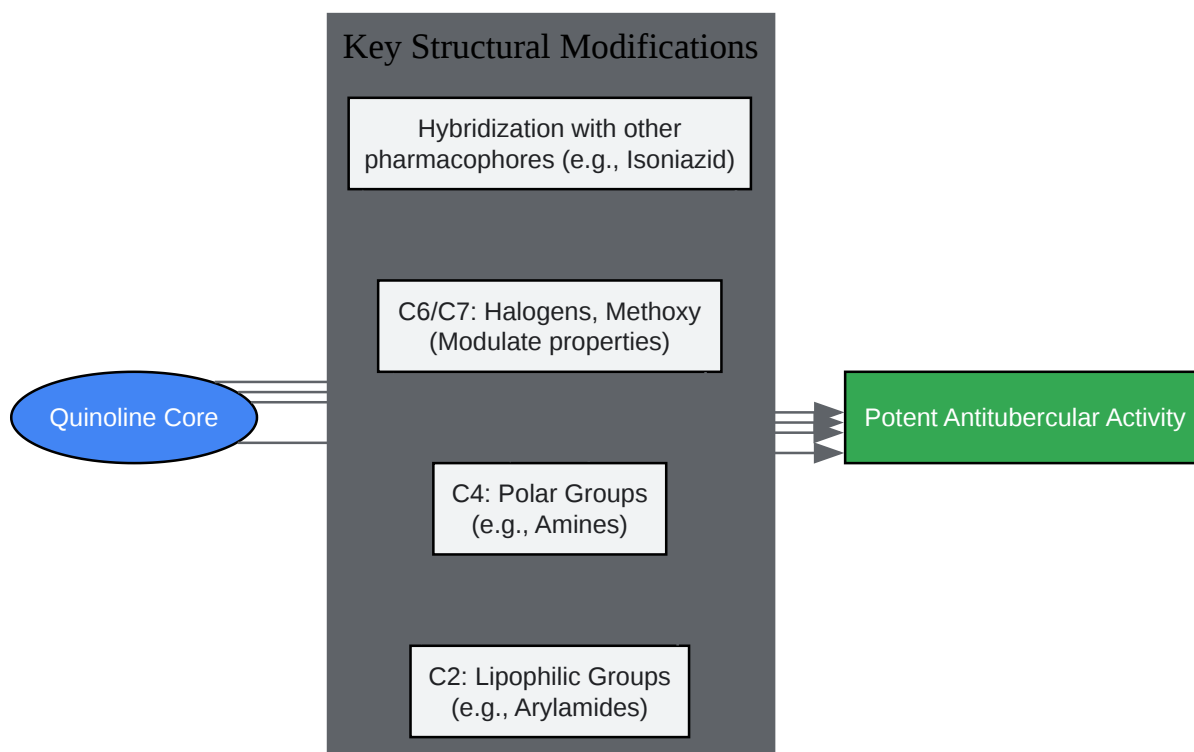 Key Structural Modifications
Hybridization with other
pharmacophores (e.g., Isoniazid)
C6/C7: Halogens, Methoxy
(Modulate properties)
Quinoline Core
Potent Antitubercular Activity
C4: Polar Groups
(e.g., Amines)
C2: Lipophilic Groups
(e.g., Arylamides)